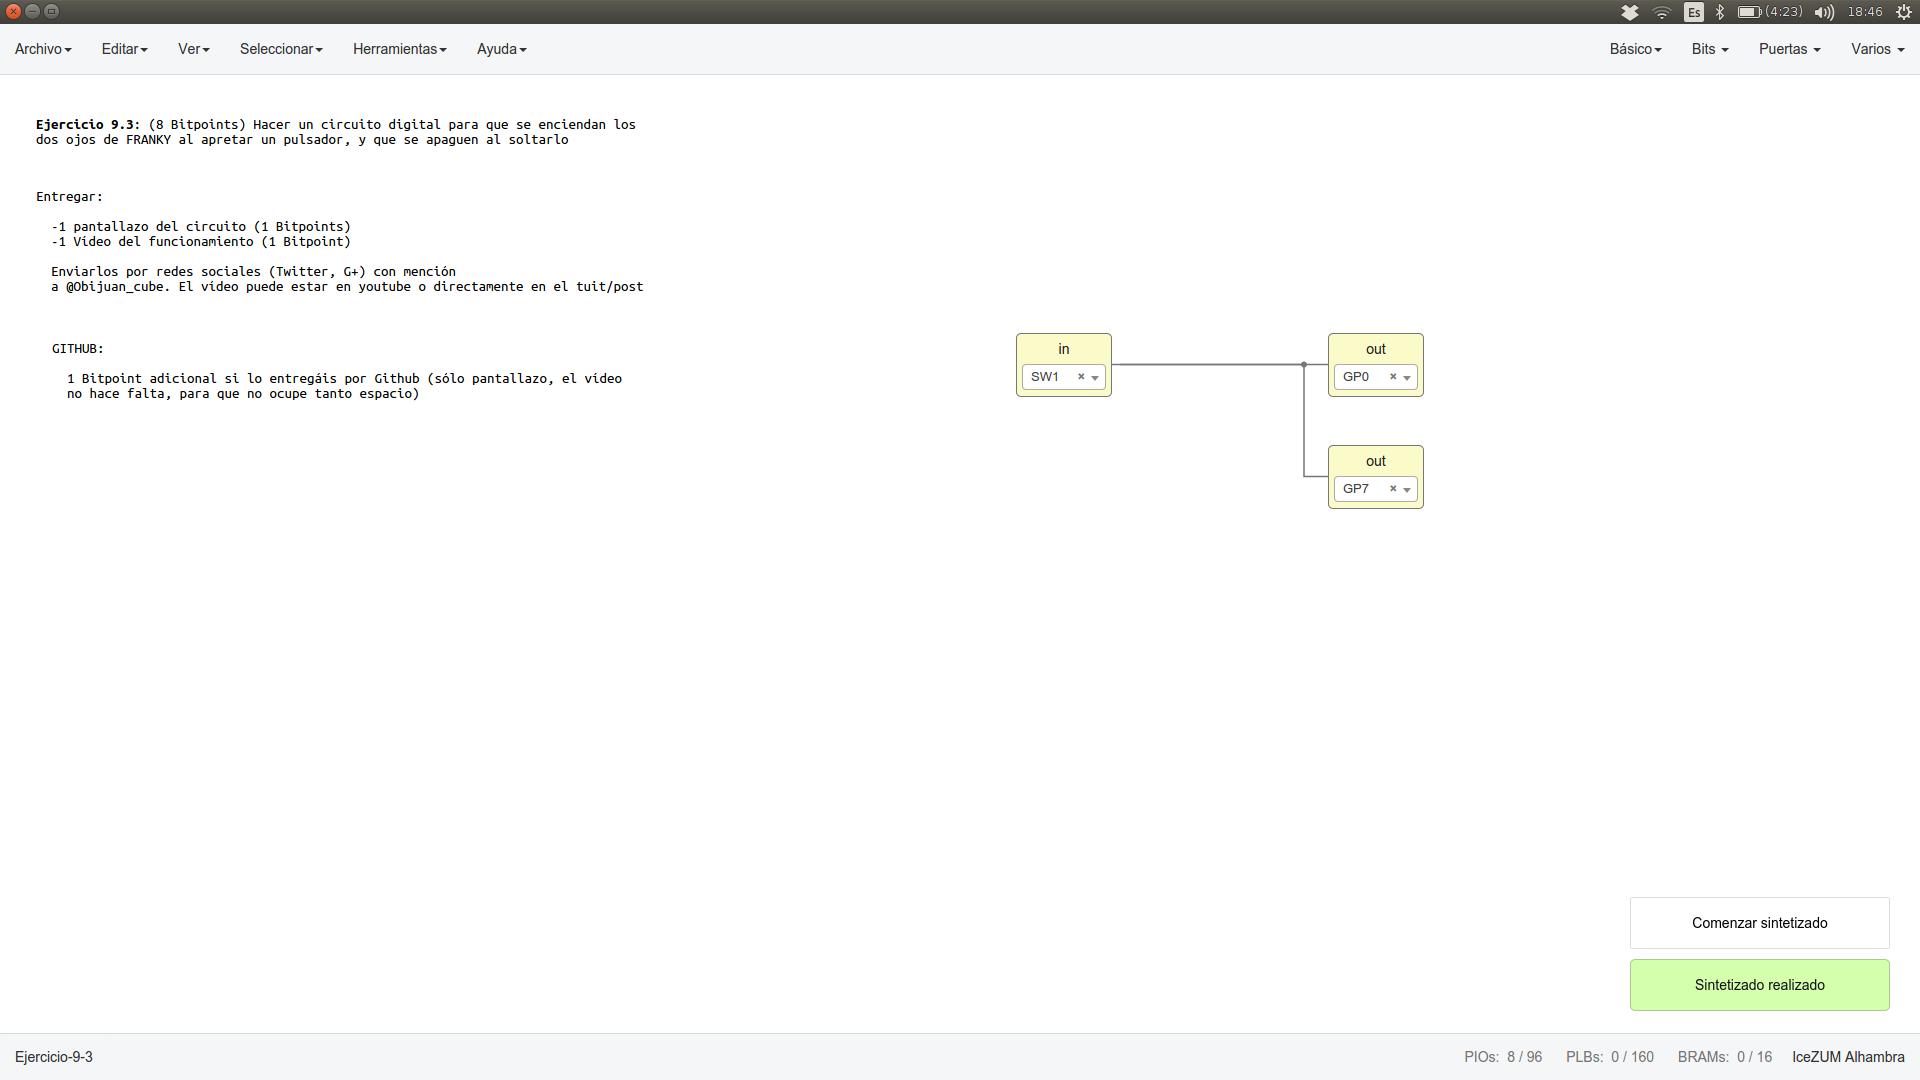 Es
(4:23)
18:46
Archivo
Editar
Ver
Seleccionar
Herramientas
Ayuda
Básico
Bits
Puertas
Varios
Ejercicio 9.3: (8 Bitpoints) Hacer un circuito digital para que se enciendan los
dos ojos de FRANKY al apretar un pulsador, y que se apaguen al soltarlo
Entregar:
-1 pantallazo del circuito (1 Bitpoints)
-1 Vídeo del funcionamiento (1 Bitpoint)
Enviarlos por redes sociales (Twitter, G+) con mención
a @Obijuan_cube. El vídeo puede estar en youtube o directamente en el tuit/post
GITHUB:
1 Bitpoint adicional si lo entregáis por Github (sólo pantallazo, el vídeo
no hace falta, para que no ocupe tanto espacio)
in
SW1
out
GP0
out
GP7
Comenzar sintetizado
Sintetizado realizado
Ejercicio-9-3
PIOs: 8 / 96
PLBs: 0 / 160
BRAMs: 0 / 16
IceZUM Alhambra